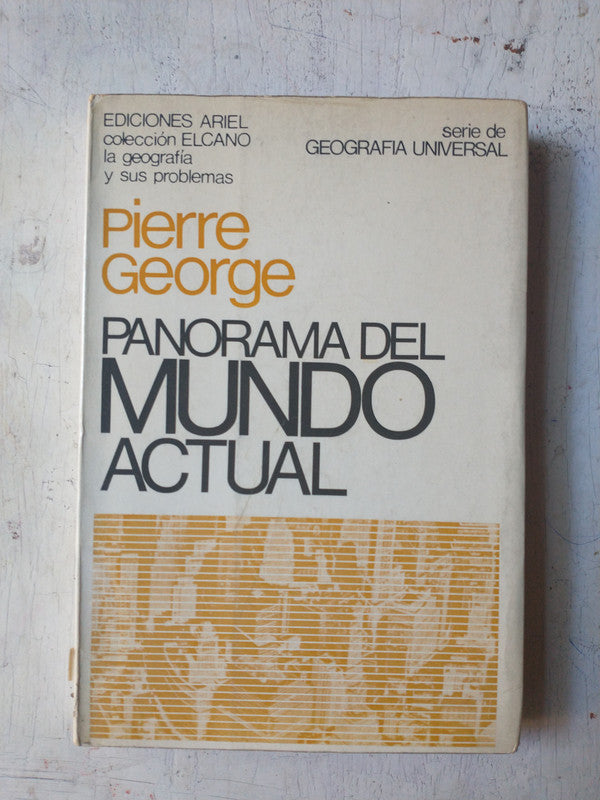 EDICIONES ARIEL
colección ELCANO
la geografía
y sus problemas
serie de
GEOGRAFIA UNIVERSAL
Pierre
George
PANORAMA DEL
MUNDO
ACTUAL